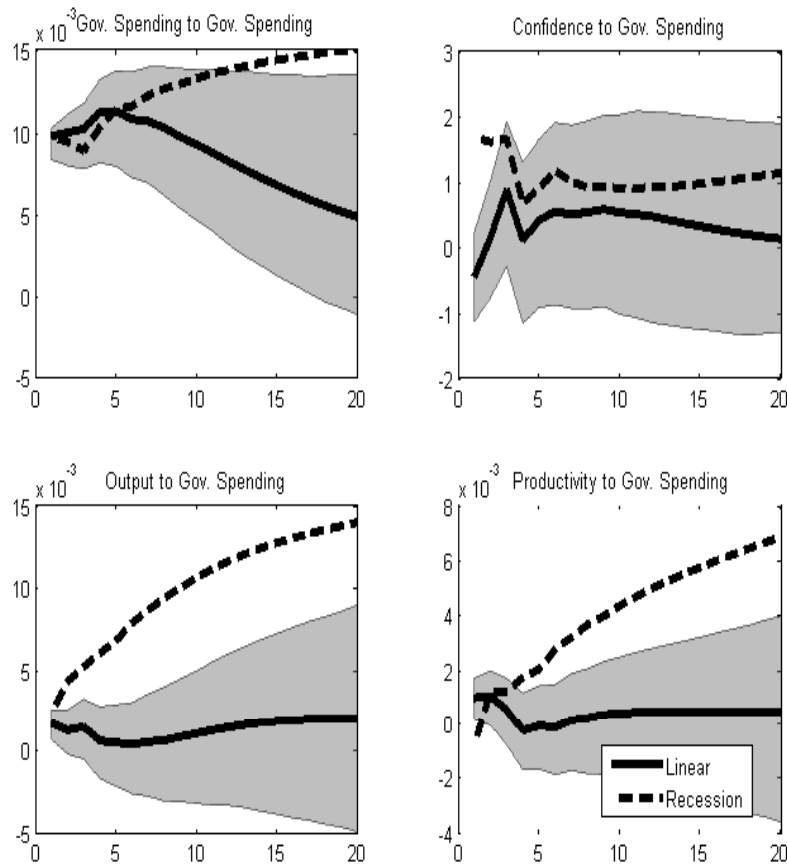 x 10⁻³ Gov. Spending to Gov. Spending
15
10
5
0
-5
0 5 10 15 20
Confidence to Gov. Spending
3
2
1
0
-1
-2
0 5 10 15 20
x 10⁻³
Output to Gov. Spending
15
10
5
0
-5
0 5 10 15 20
x 10⁻³
Productivity to Gov. Spending
8
6
4
2
0
-2
-4
0 5 10 15 20
Linear
Recession